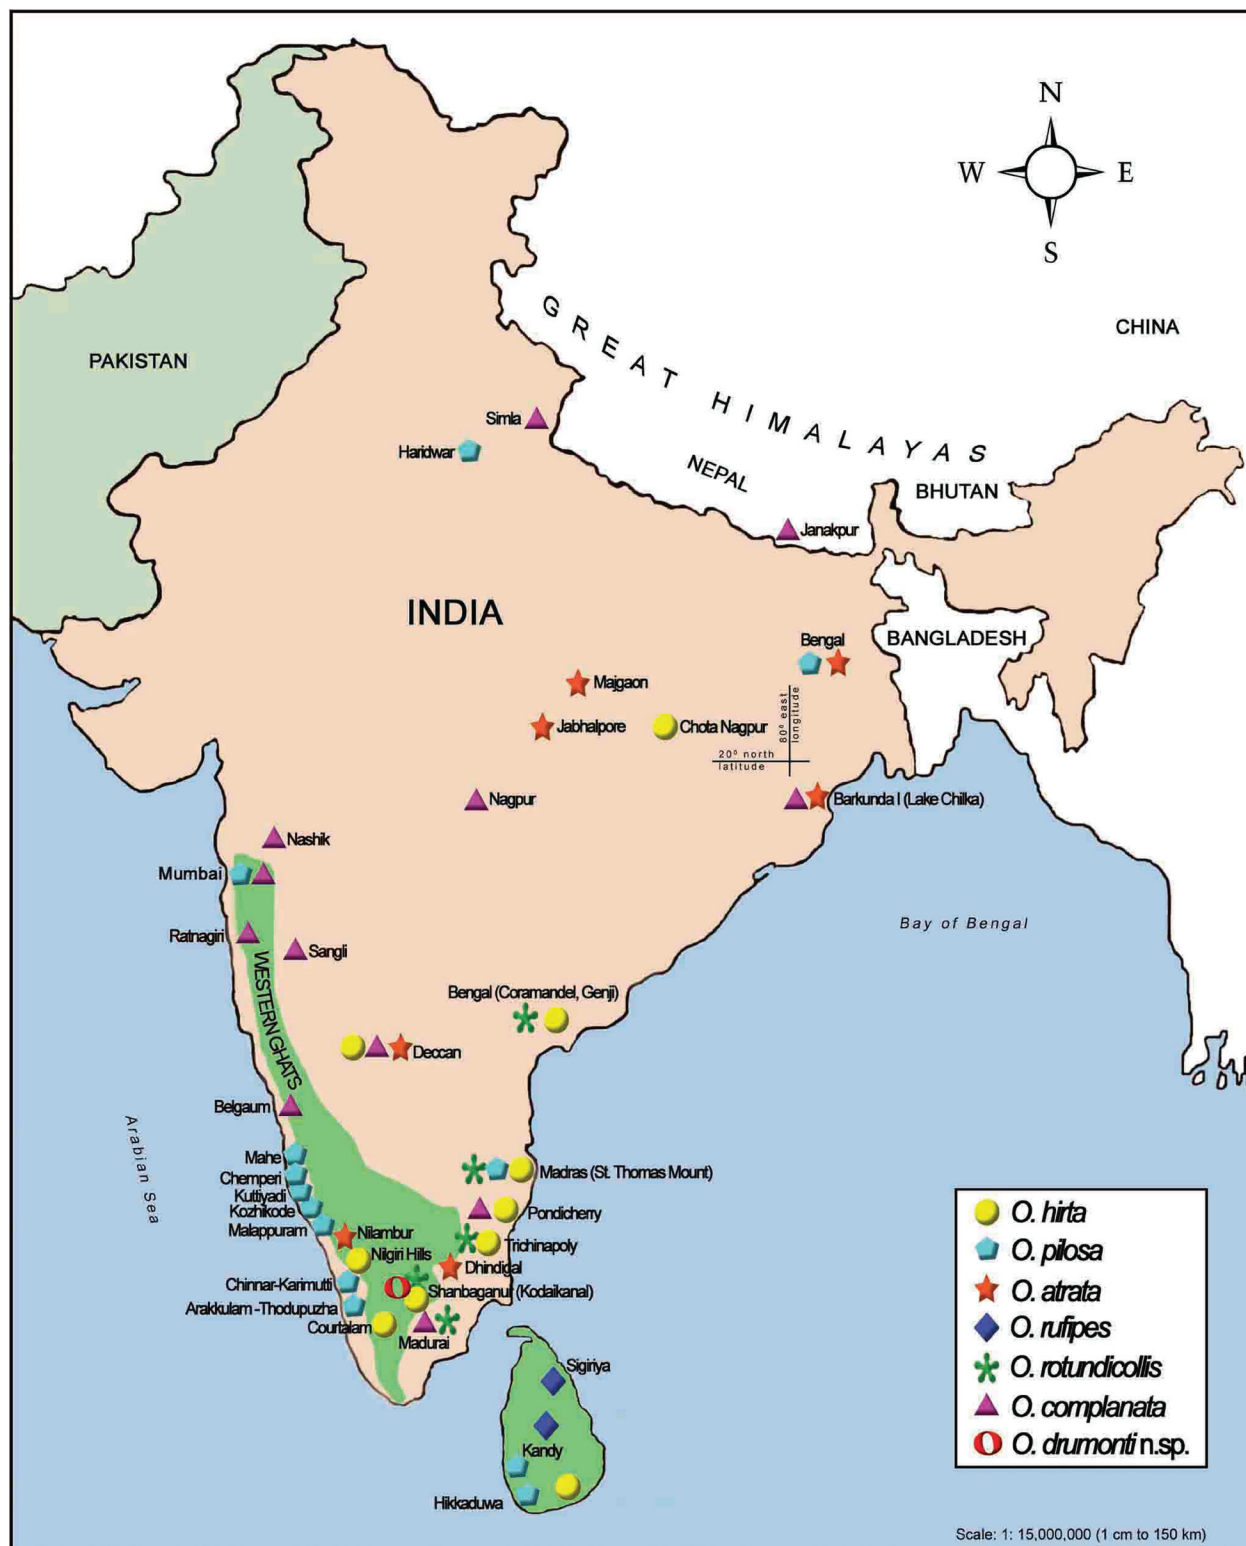 N
W E
S
GREAT HIMALAYAS
CHINA
PAKISTAN
Simla
Haridwar
NEPAL
BHUTAN
Janakpur
INDIA
BANGLADESH
Bengal
Majgaon
Jabhalpore
Chota Nagpur
80⁰ east
longitude
20⁰ north
latitude
Nagpur
Barkunda I (Lake Chilka)
Nashik
Mumbai
Ratnagiri
Sangli
Bay of Bengal
WESTERN GHATS
Bengal (Coramandel, Genji)
Deccan
Belgaum
Arabian Sea
Mahe
Chemperi
Kuttiyadi
Kozhikode
Malappuram
Madras (St. Thomas Mount)
Pondicherry
Nilambur
Nilgiri Hills
Trichinapoly
Dhindigal
Chinnar-Karimutti
Shanbaganur (Kodaikanal)
Arakkulam -Thodupuzha
Courtalam
Madurai
Sigiriya
Kandy
Hikkaduwa
O. hirta
O. pilosa
O. atrata
O. rufipes
O. rotundicollis
O. complanata
O O. drumonti n.sp.
Scale: 1: 15,000,000 (1 cm to 150 km)